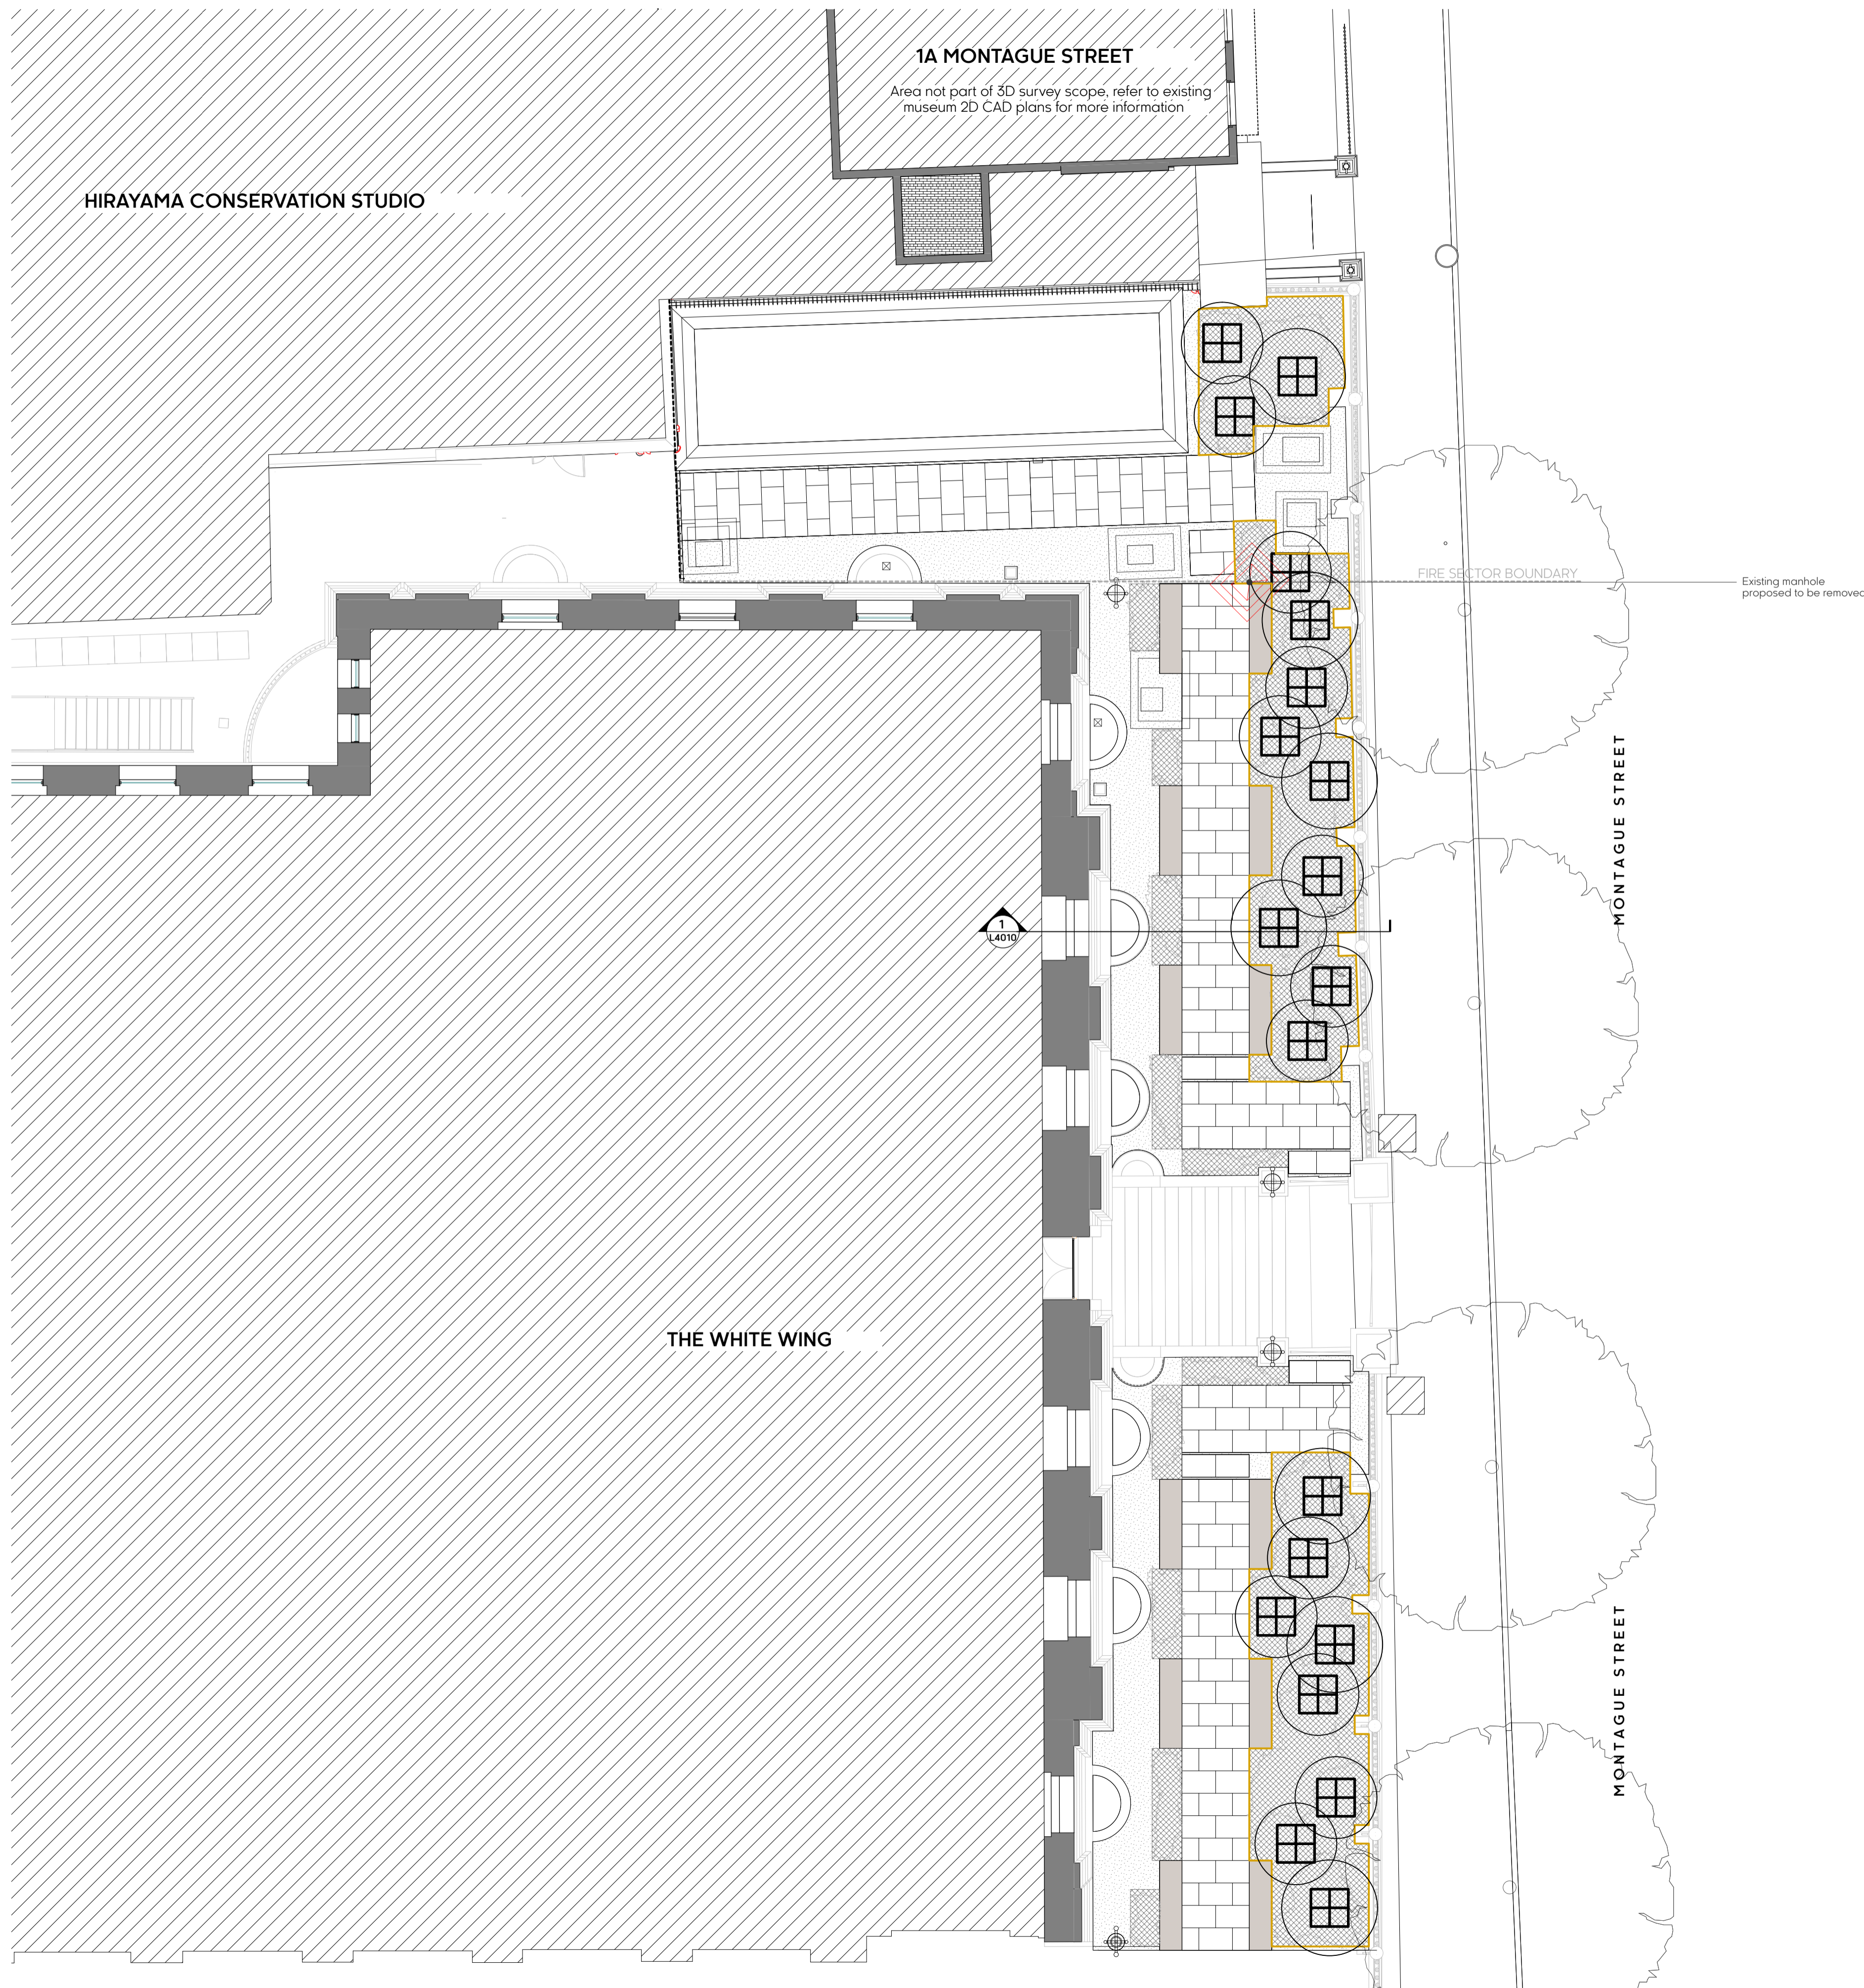 1A MONTAGUE STREET
Area not part of 3D survey scope, refer to existing
museum 2D CAD plans for more information
HIRAYAMA CONSERVATION STUDIO
FIRE SECTOR BOUNDARY
Existing manhole
proposed to be removed
MONTAGUE STREET
1
L4010
THE WHITE WING
MONTAGUE STREET